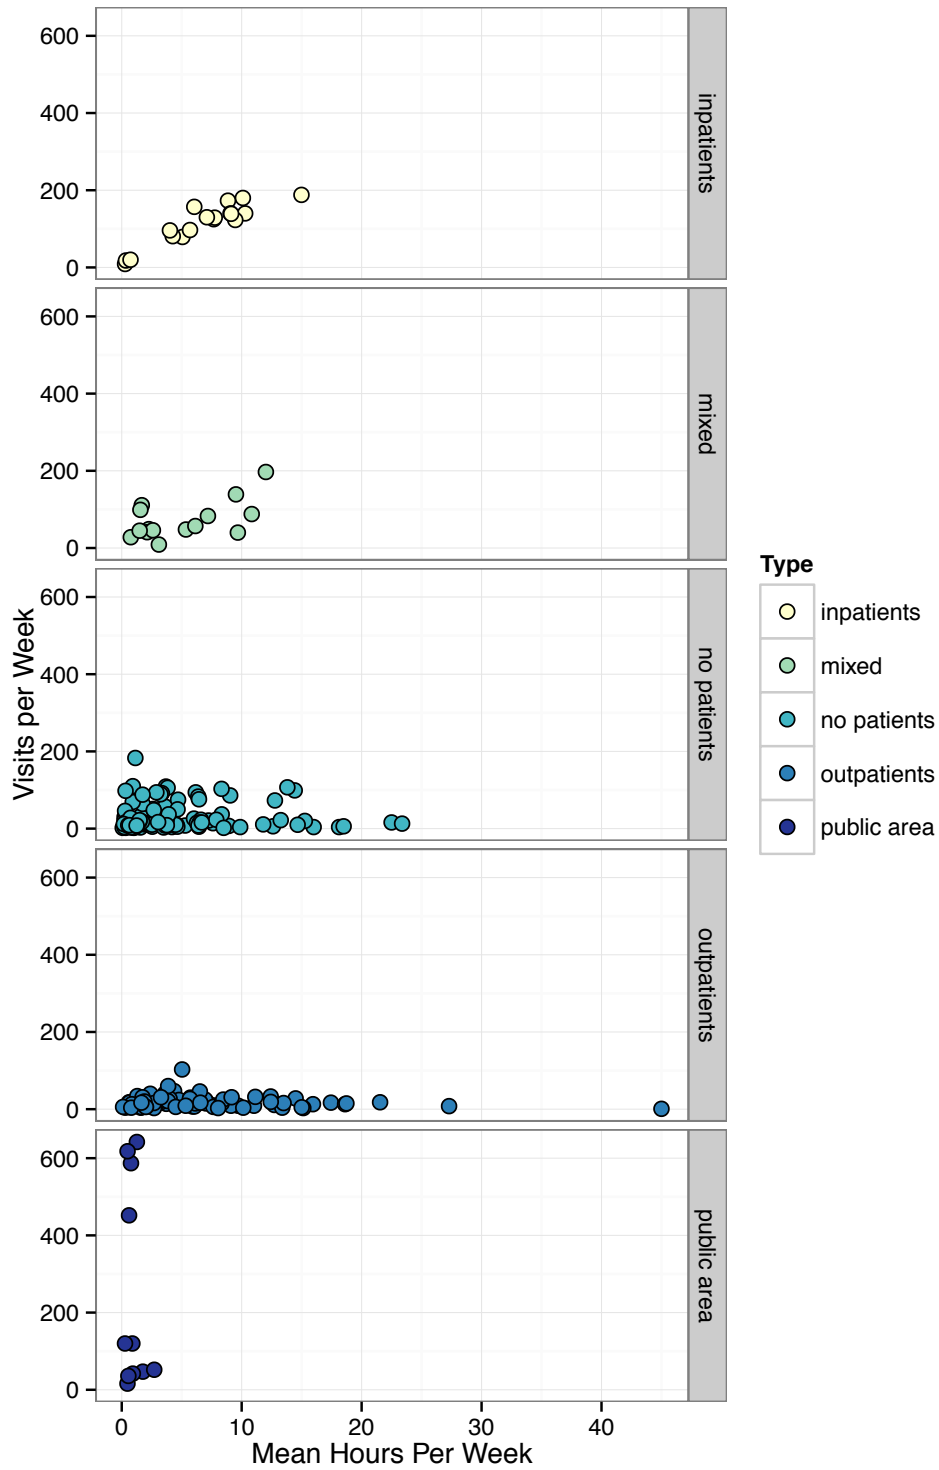 600
400
200
0
inpatients
600
400
200
0
mixed
Visits per Week
600
400
200
0
no patients
600
400
200
0
outpatients
600
400
200
0
public area
0 10 20 30 40
Mean Hours Per Week
Type
inpatients
mixed
no patients
outpatients
public area